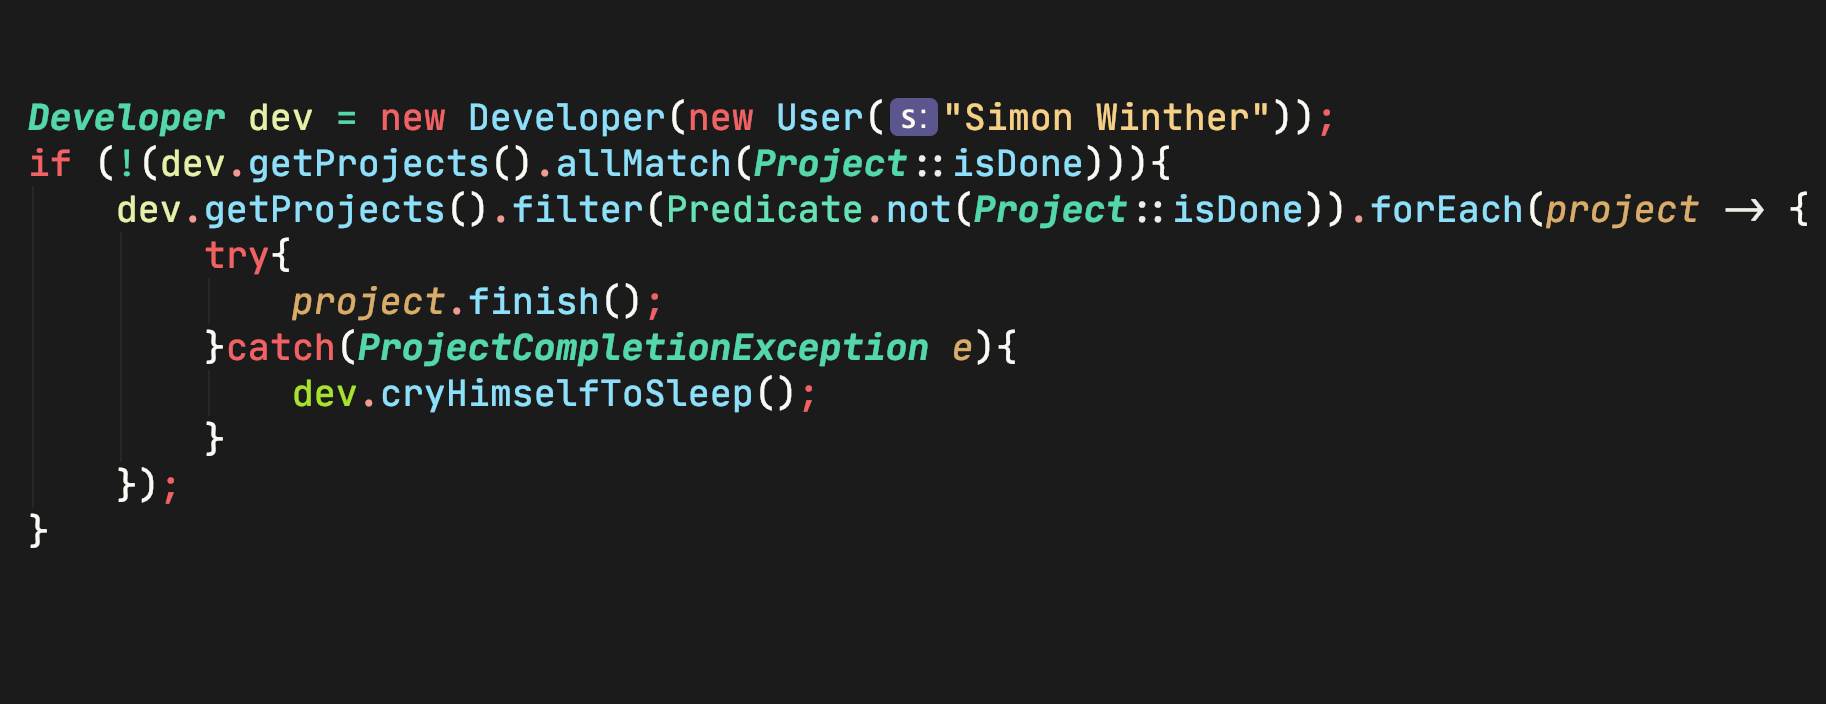 Developer dev = new Developer(new User(s:"Simon Winther"));
if (!(dev.getProjects().allMatch(Project::isDone))){
    dev.getProjects().filter(Predicate.not(Project::isDone)).forEach(project -> {
        try{
            project.finish();
        }catch(ProjectCompletionException e){
            dev.cryHimselfToSleep();
        }
    });
}